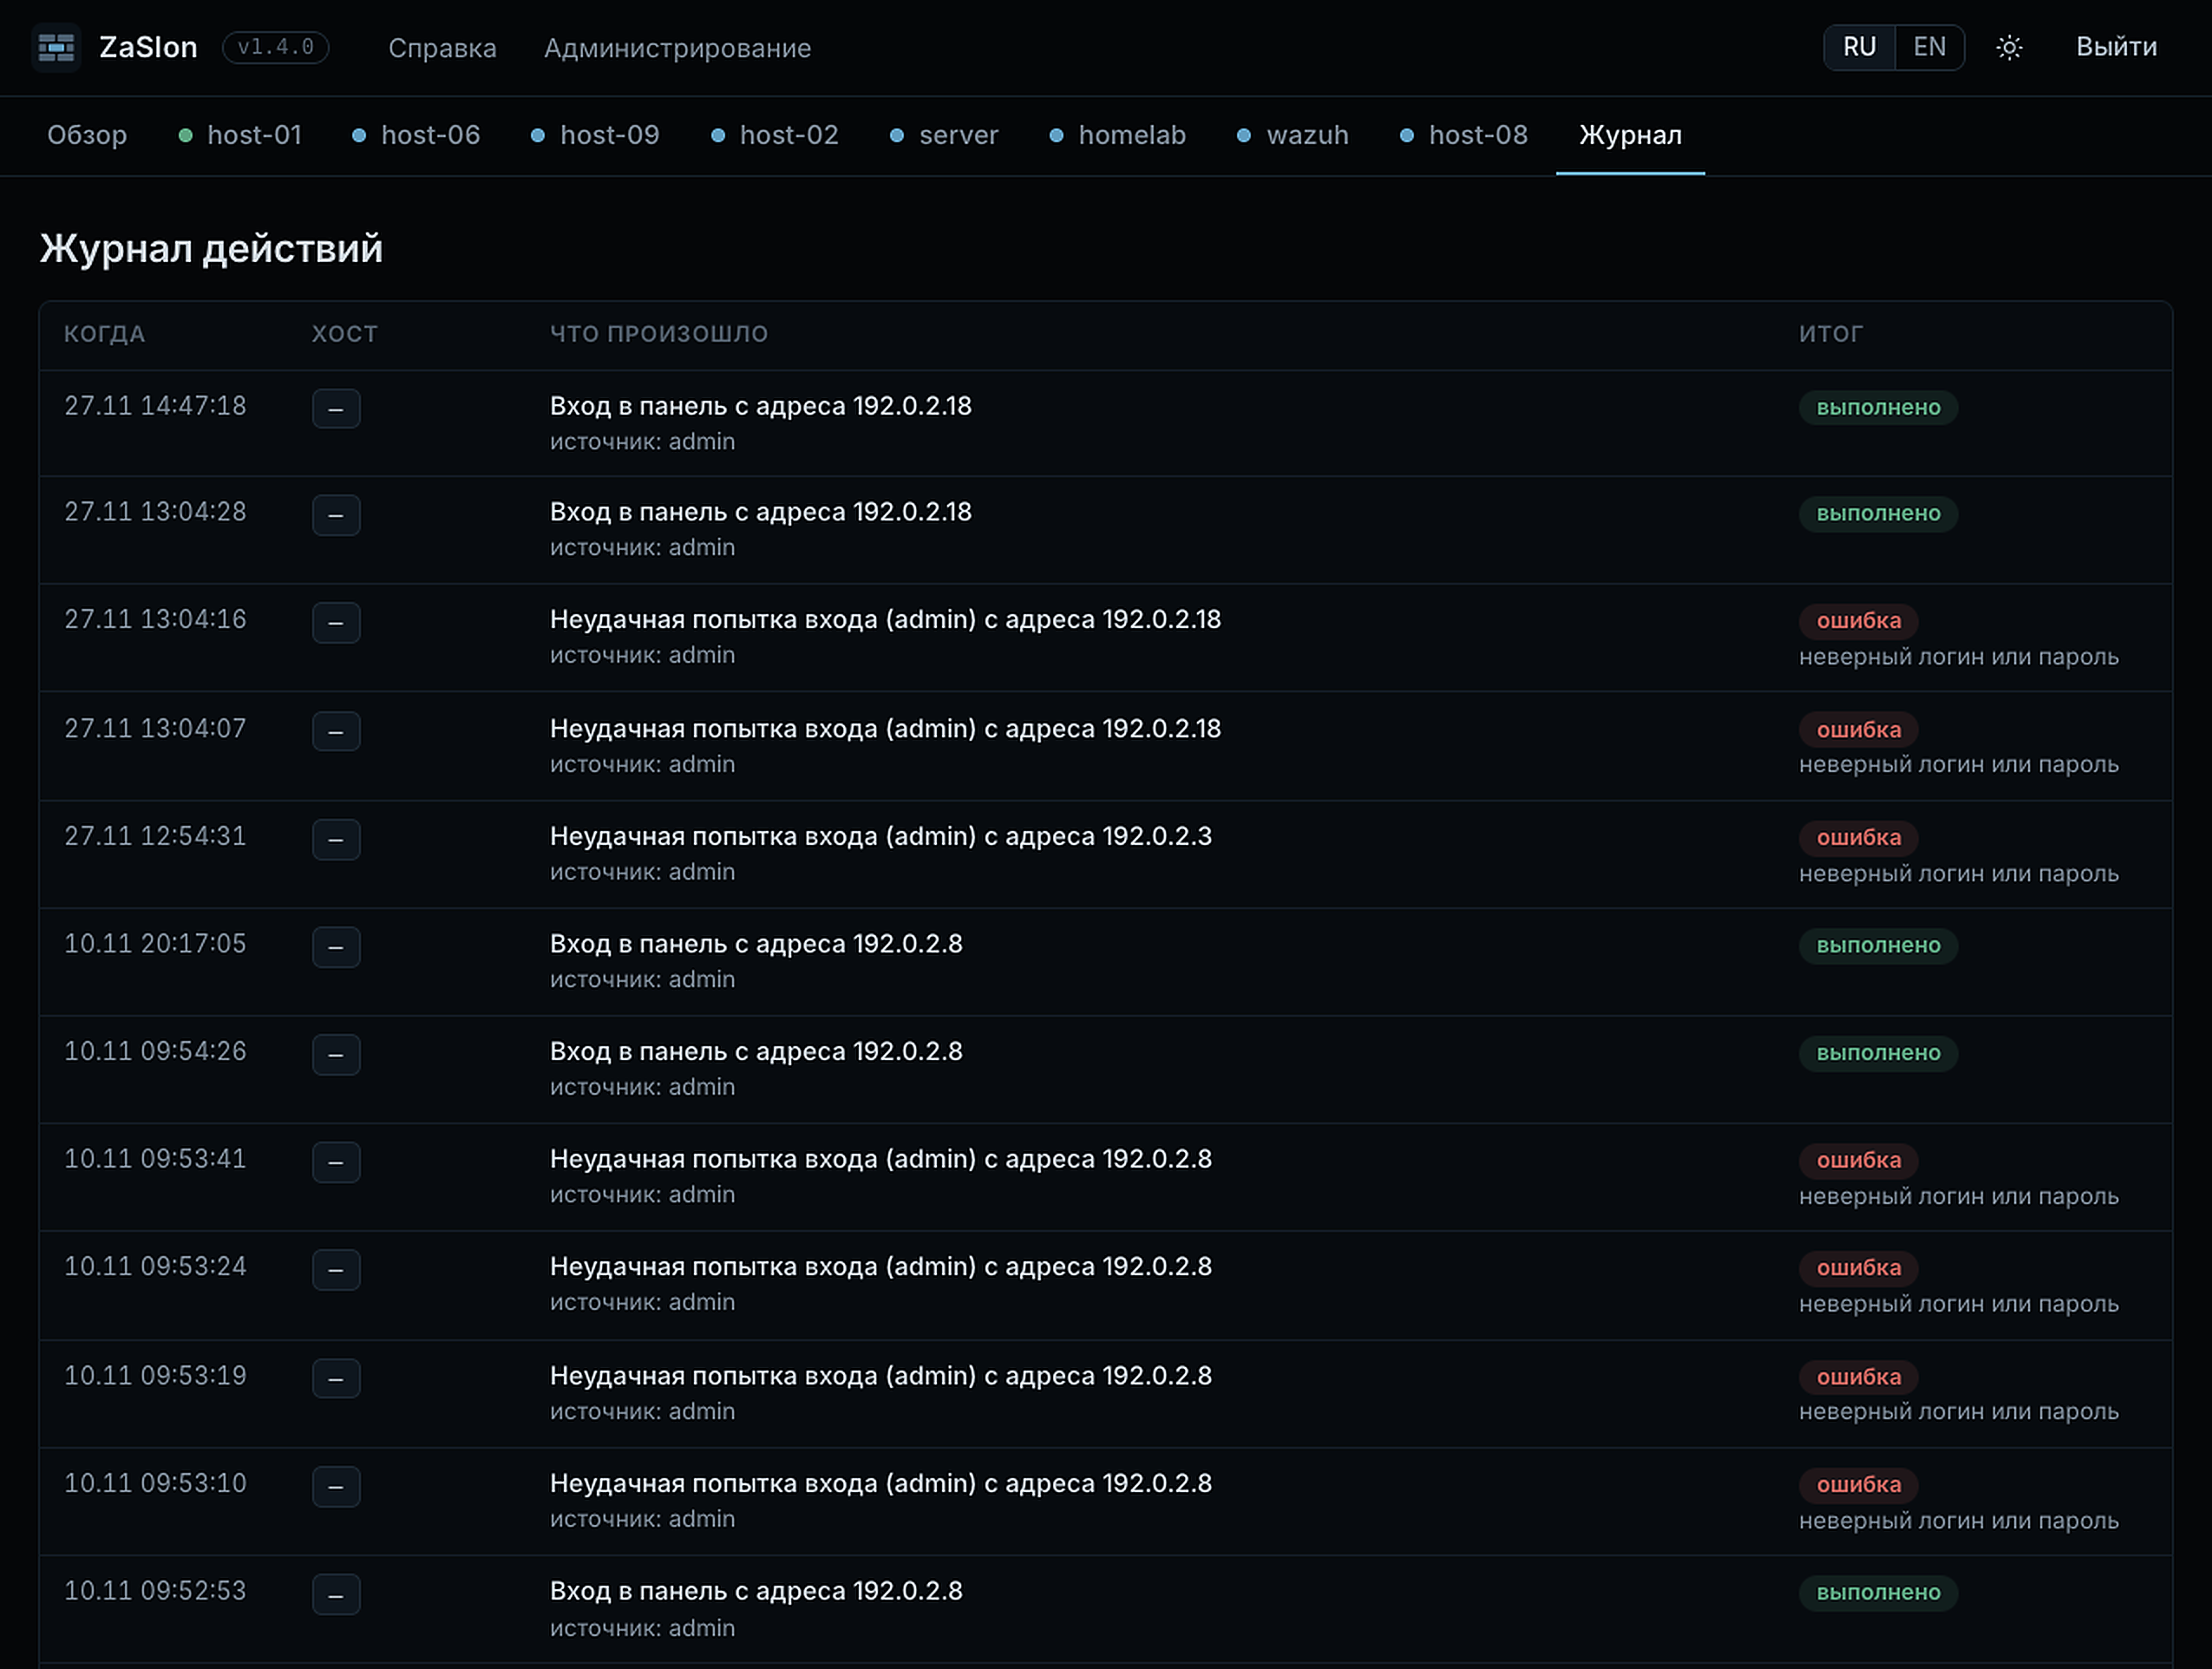 ZaSlon v1.4.0 Справка Администрирование RU EN Выйти
Обзор host-01 host-06 host-09 host-02 server homelab wazuh host-08 Журнал
Журнал действий
КОГДА ХОСТ ЧТО ПРОИЗОШЛО ИТОГ
27.11 14:47:18 — Вход в панель с адреса 192.0.2.18 выполнено
источник: admin
27.11 13:04:28 — Вход в панель с адреса 192.0.2.18 выполнено
источник: admin
27.11 13:04:16 — Неудачная попытка входа (admin) с адреса 192.0.2.18 ошибка
источник: admin неверный логин или пароль
27.11 13:04:07 — Неудачная попытка входа (admin) с адреса 192.0.2.18 ошибка
источник: admin неверный логин или пароль
27.11 12:54:31 — Неудачная попытка входа (admin) с адреса 192.0.2.3 ошибка
источник: admin неверный логин или пароль
10.11 20:17:05 — Вход в панель с адреса 192.0.2.8 выполнено
источник: admin
10.11 09:54:26 — Вход в панель с адреса 192.0.2.8 выполнено
источник: admin
10.11 09:53:41 — Неудачная попытка входа (admin) с адреса 192.0.2.8 ошибка
источник: admin неверный логин или пароль
10.11 09:53:24 — Неудачная попытка входа (admin) с адреса 192.0.2.8 ошибка
источник: admin неверный логин или пароль
10.11 09:53:19 — Неудачная попытка входа (admin) с адреса 192.0.2.8 ошибка
источник: admin неверный логин или пароль
10.11 09:53:10 — Неудачная попытка входа (admin) с адреса 192.0.2.8 ошибка
источник: admin неверный логин или пароль
10.11 09:52:53 — Вход в панель с адреса 192.0.2.8 выполнено
источник: admin